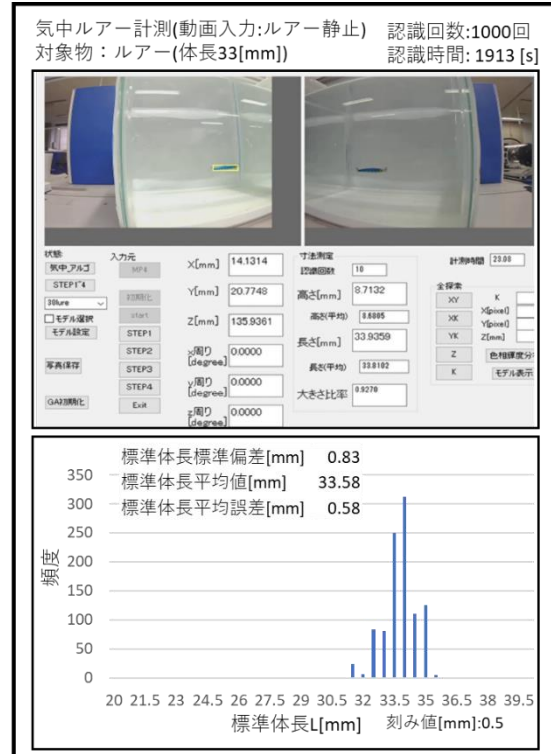 気中ルアー計測(動画入力:ルアー静止) 認識回数:1000回
対象物：ルアー(体長33[mm]) 認識時間: 1913 [s]
状態:
気中_アルゴ
STEP1~4
30lure
モデル選択
モデル設定
写真保存
GA初期化
入力元
MP4
初期化
start
STEP1
STEP2
STEP3
STEP4
Exit
X[mm] 14.1314
Y[mm] 20.7748
Z[mm] 135.9361
x周り[degree] 0.0000
y周り[degree] 0.0000
z周り[degree] 0.0000
寸法測定
認識回数 10
高さ[mm] 8.7132
高さ(平均) 8.6805
長さ[mm] 33.9359
長さ(平均) 33.8102
大きさ比率 0.9270
計測時間 23.00
全探索
XY K
XK X[pixel]
Y[pixel]
YK Z[mm]
Z 色相輝度分
K モデル表示
標準体長標準偏差[mm] 0.83
標準体長平均値[mm] 33.58
標準体長平均誤差[mm] 0.58
頻度
350
300
250
200
150
100
50
0
20 21.5 23 24.5 26 27.5 29 30.5 32 33.5 35 36.5 38 39.5
標準体長L[mm] 刻み値[mm]:0.5